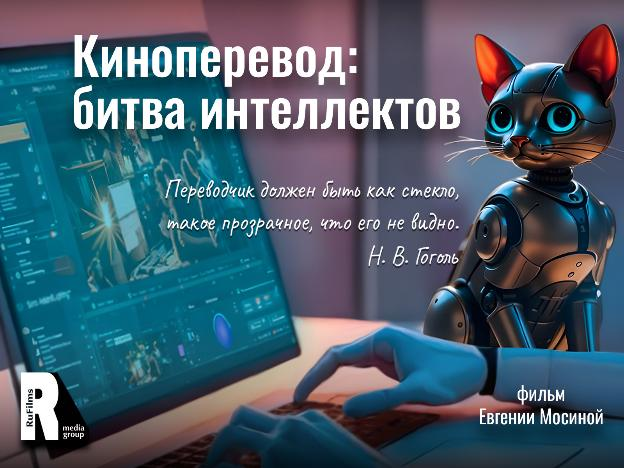 Киноперевод:
битва интеллектов
Переводчик должен быть как стекло,
такое прозрачное, что его не видно.
Н. В. Гоголь
RuFilms
R
media
group
фильм
Евгении Мосиной